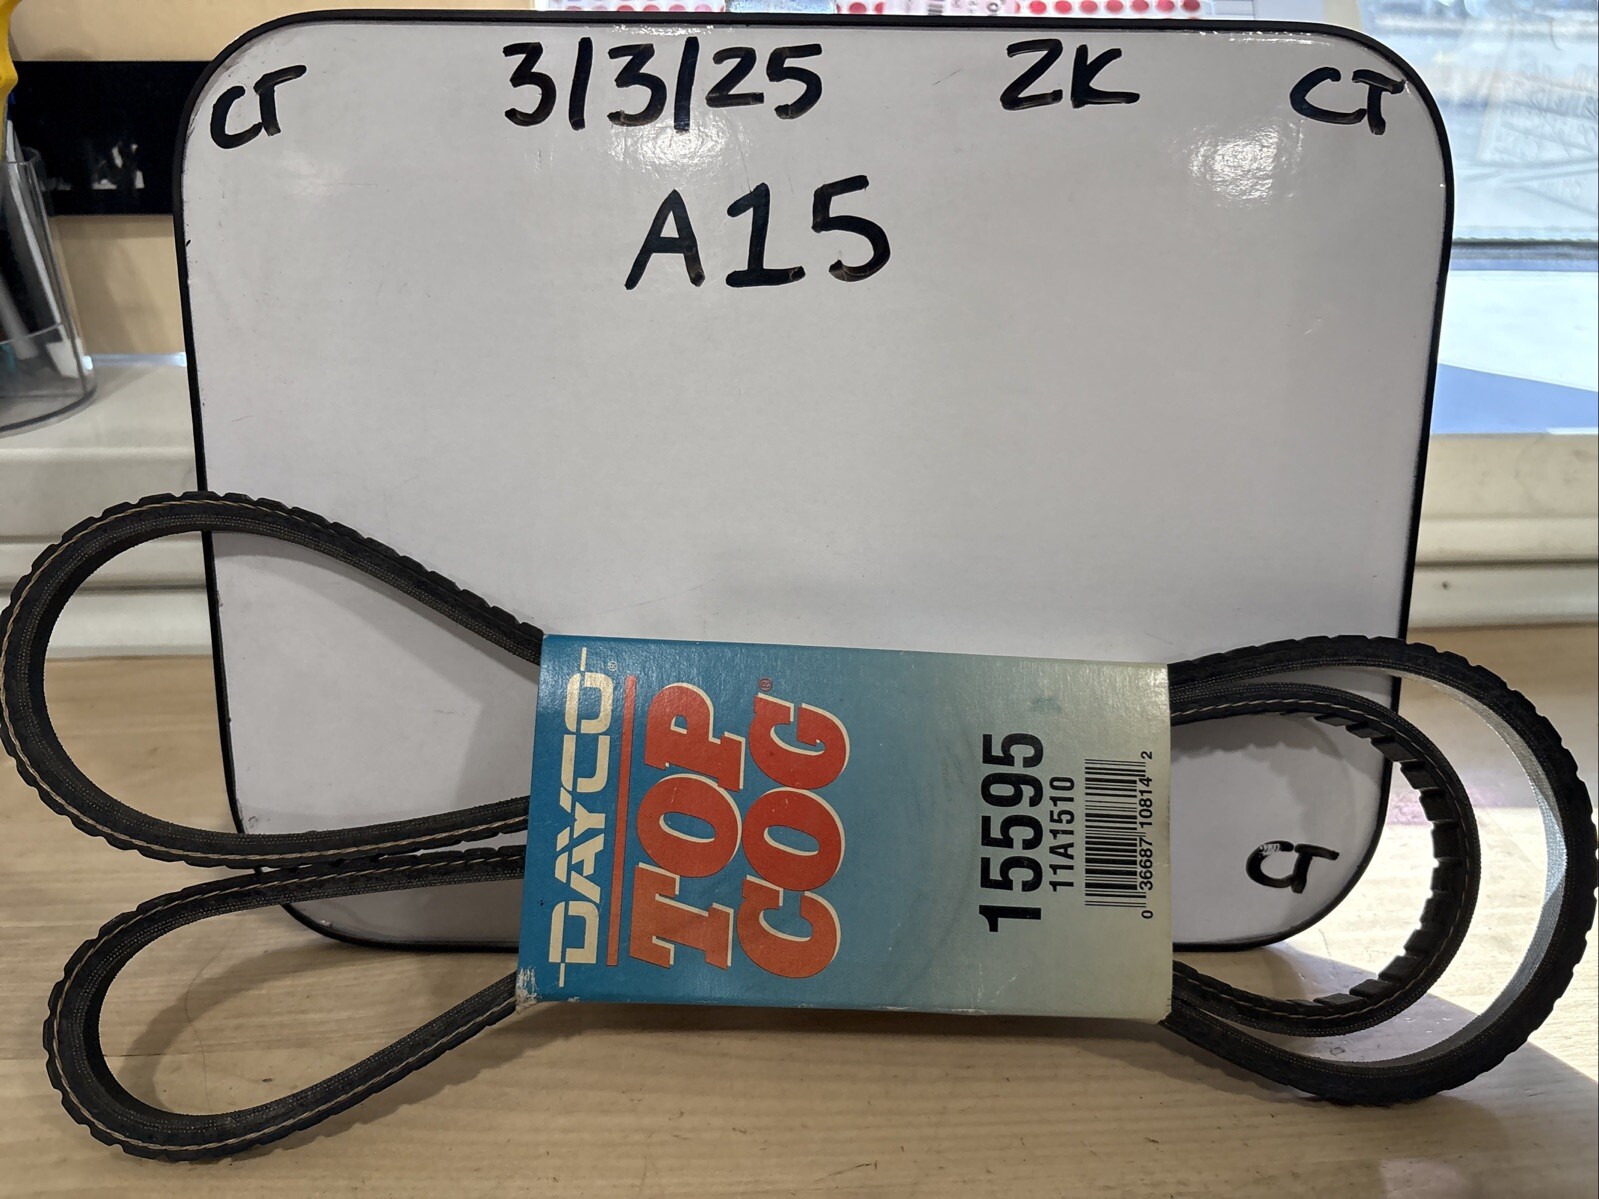 CT 3/3/25 ZK CT
A15
DAYCO®
TOP
COG®
15595
11A1510
0 36687 10814 2
CT